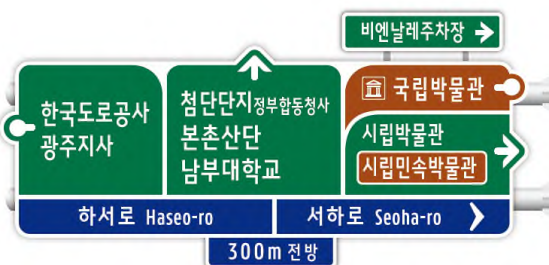 비엔날레주차장
한국도로공사
광주지사
첨단단지정부합동청사
본촌산단
남부대학교
국립박물관
시립박물관
시립민속박물관
하서로 Haseo-ro
서하로 Seoha-ro
300m 전방